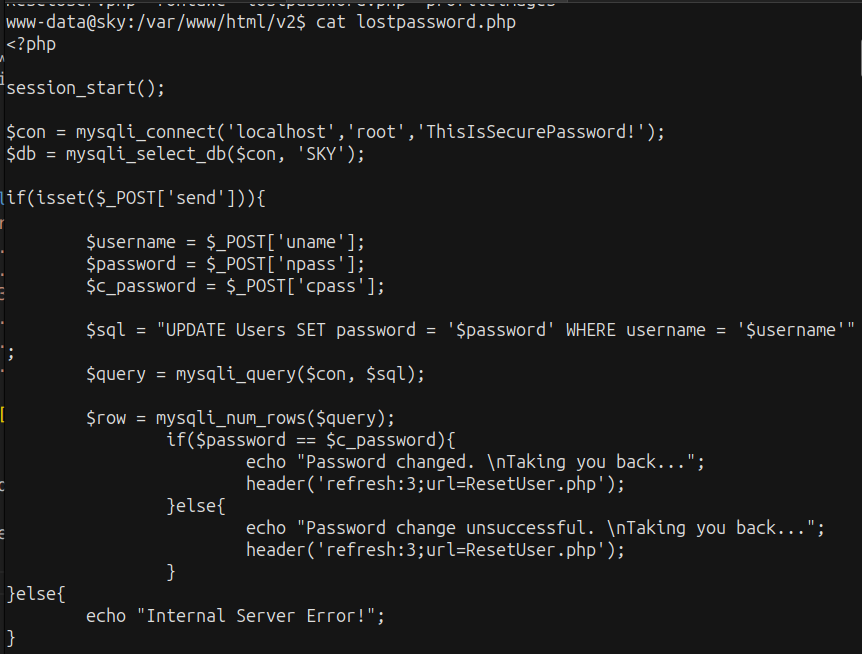 www-data@sky:/var/www/html/v2$ cat lostpassword.php
<?php
session_start();
$con = mysqli_connect('localhost','root','ThisIsSecurePassword!');
$db = mysqli_select_db($con, 'SKY');
if(isset($_POST['send'])){
$username = $_POST['uname'];
$password = $_POST['npass'];
$c_password = $_POST['cpass'];
$sql = "UPDATE Users SET password = '$password' WHERE username = '$username'"
;
$query = mysqli_query($con, $sql);
$row = mysqli_num_rows($query);
if($password == $c_password){
echo "Password changed. \nTaking you back...";
header('refresh:3;url=ResetUser.php');
}else{
echo "Password change unsuccessful. \nTaking you back...";
header('refresh:3;url=ResetUser.php');
}
}else{
echo "Internal Server Error!";
}